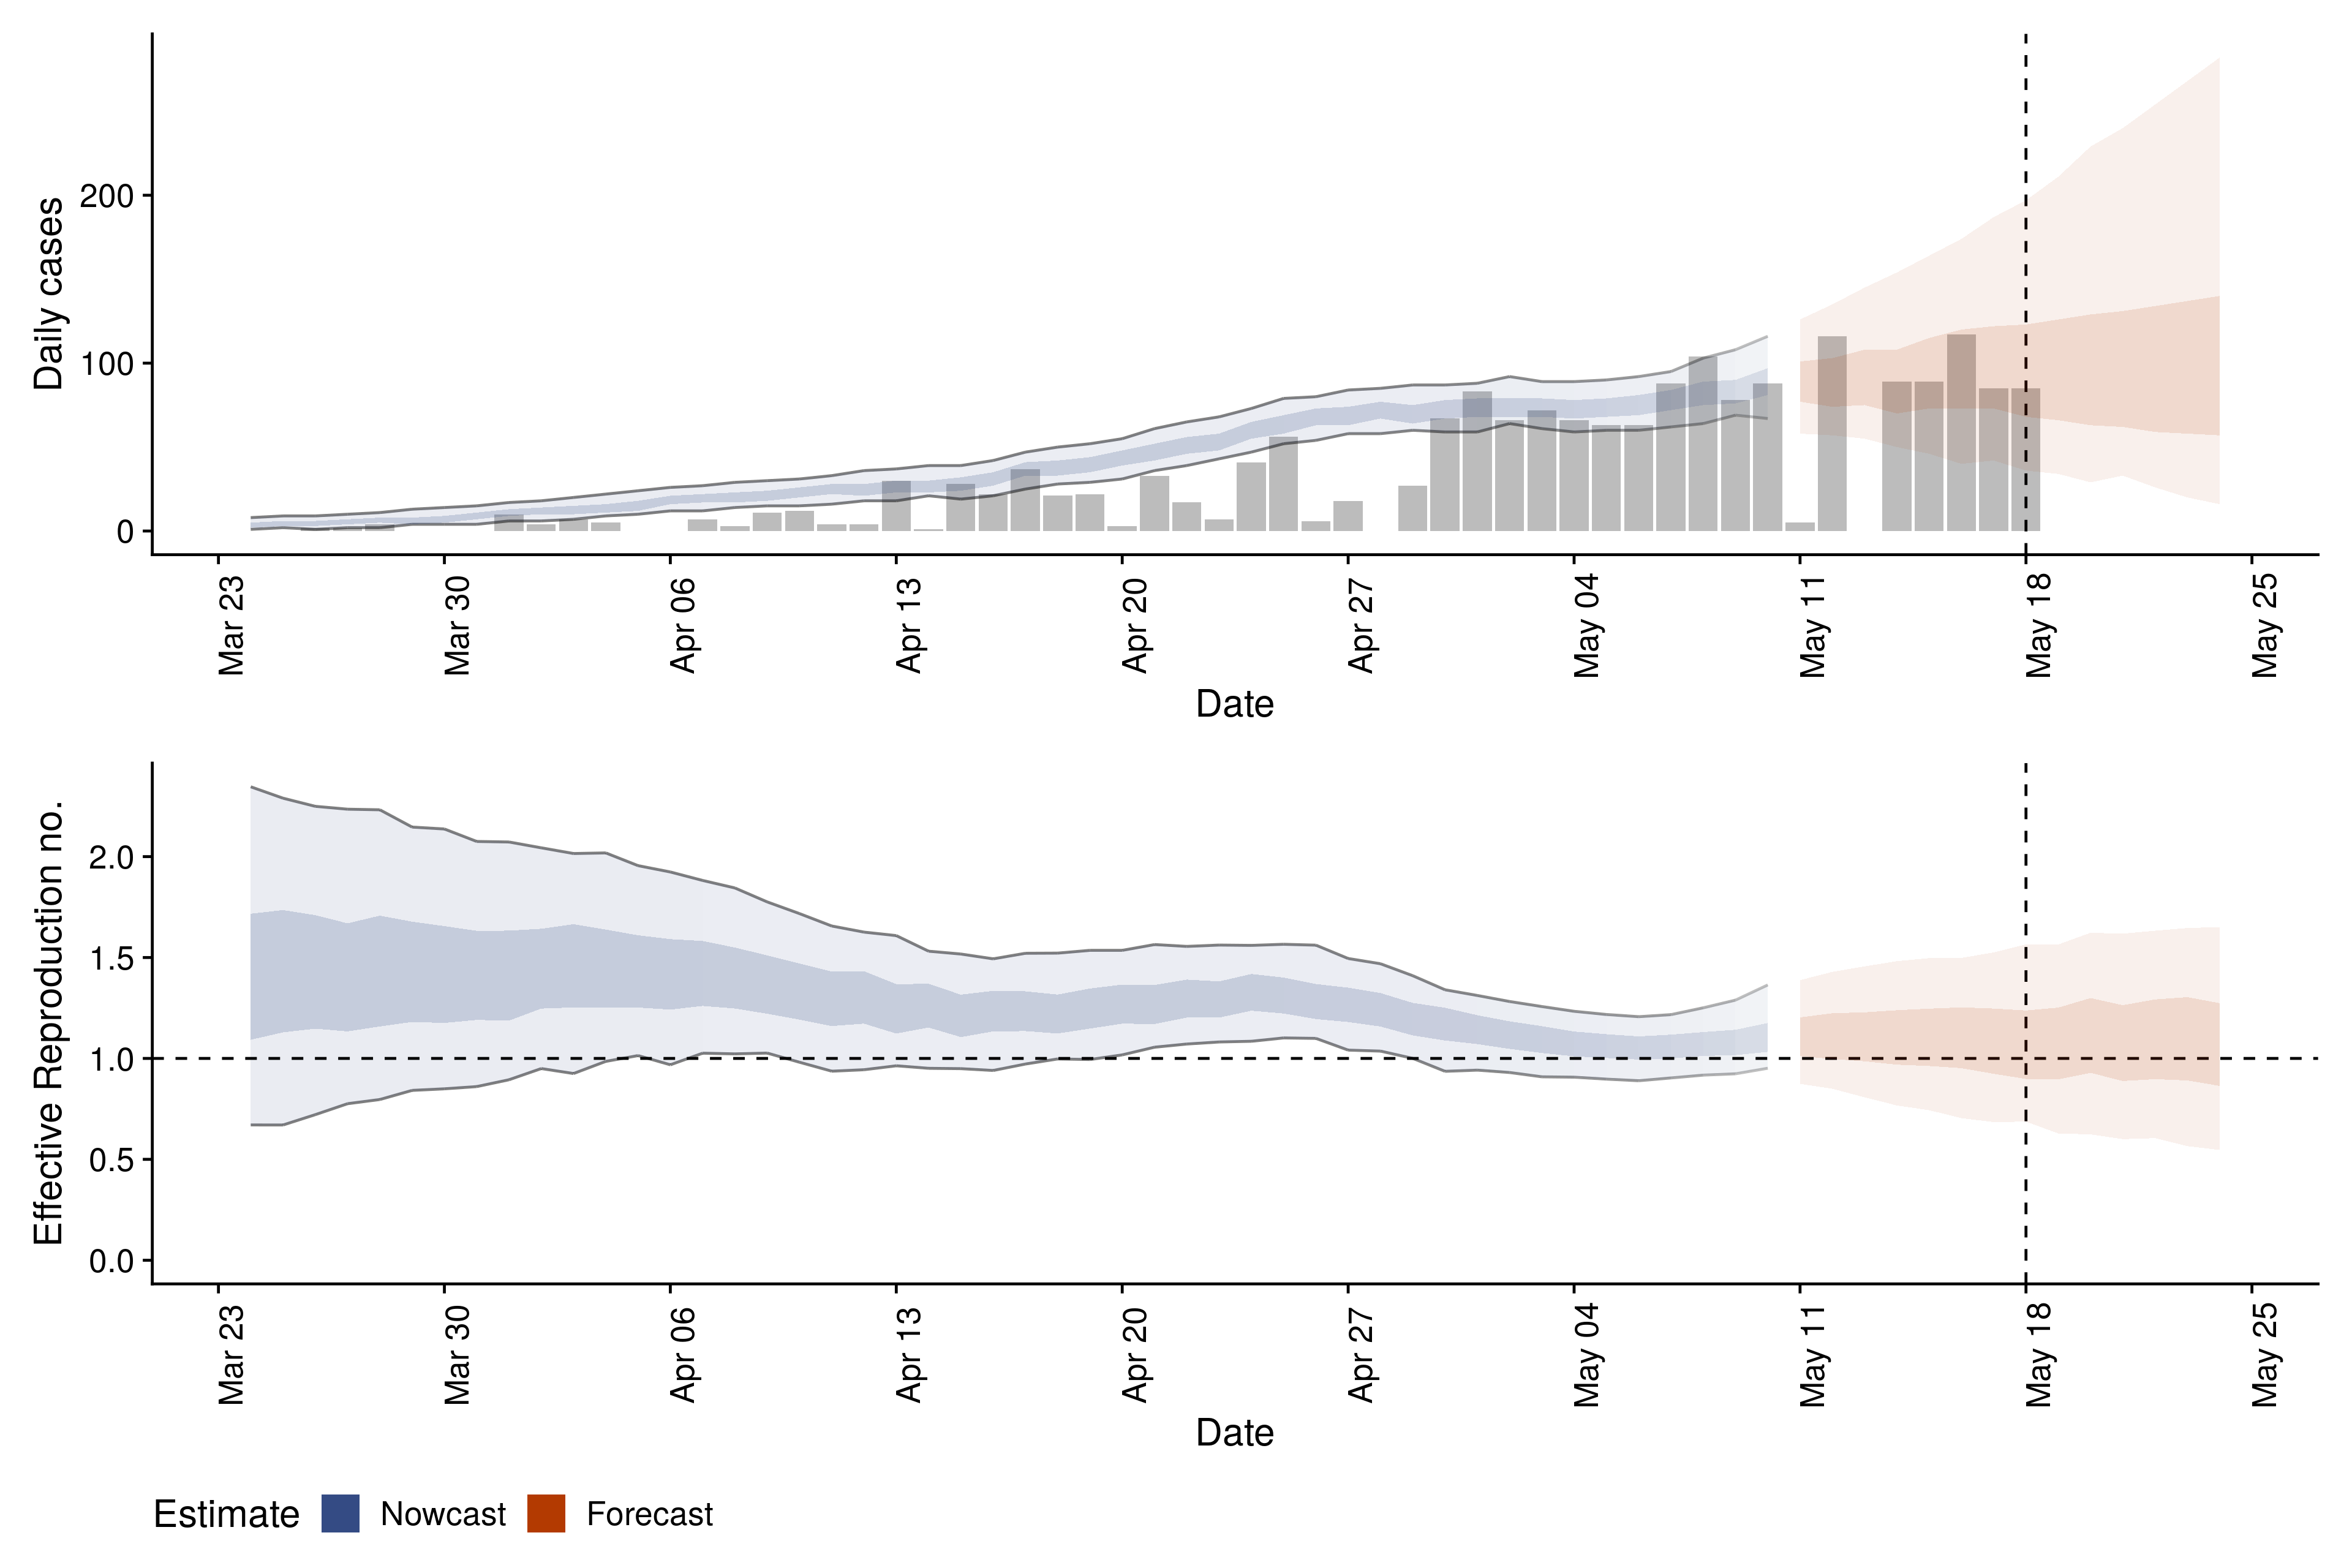 Daily cases
200
100
0
Mar 23
Mar 30
Apr 06
Apr 13
Apr 20
Apr 27
May 04
May 11
May 18
May 25
Date
Effective Reproduction no.
2.0
1.5
1.0
0.5
0.0
Mar 23
Mar 30
Apr 06
Apr 13
Apr 20
Apr 27
May 04
May 11
May 18
May 25
Date
Estimate Nowcast Forecast